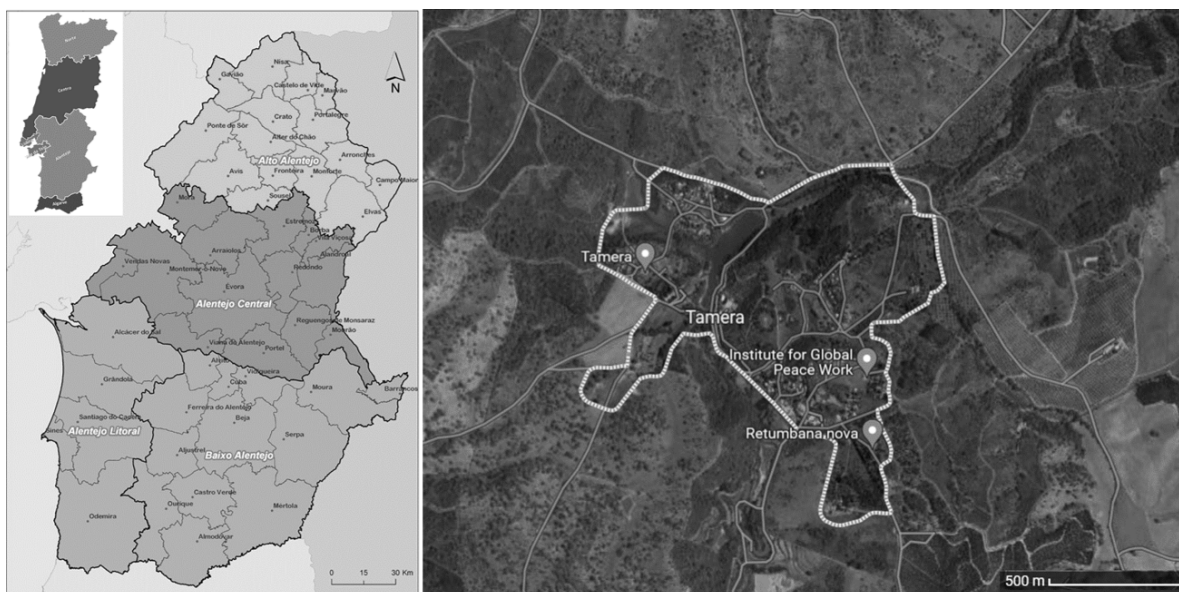 Norte
Centro
Alentejo
N
Nisa
Gavião
Castelo de Vide
Marvão
Crato
Portalegre
Ponte de Sôr
Alter do Chão
Arronches
Alto Alentejo
Avis
Fronteira
Monforte
Campo Maior
Sousel
Elvas
Mora
Estremoz
Borba
Vila Viçosa
Arraiolos
Alandroal
Vendas Novas
Montemor-o-Novo
Redondo
Évora
Alentejo Central
Reguengos de Monsaraz
Mourão
Alcácer do Sal
Viana do Alentejo
Portel
Alvito
Vidigueira
Cuba
Moura
Barrancos
Grândola
Ferreira do Alentejo
Beja
Santiago do Cacém
Sines
Alentejo Litoral
Serpa
Aljustrel
Baixo Alentejo
Castro Verde
Ourique
Mértola
Odemira
Almodôvar
0 15 30 Km
Tamera
Tamera
Institute for Global
Peace Work
Retumbana nova
500 m